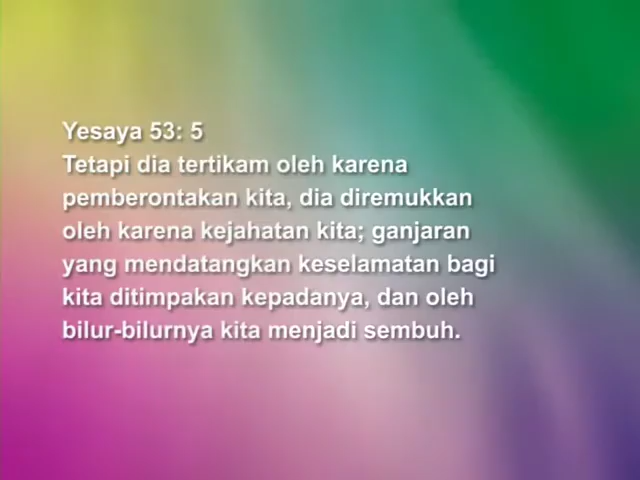 Yesaya 53: 5
Tetapi dia tertikam oleh karena
pemberontakan kita, dia diremukkan
oleh karena kejahatan kita; ganjaran
yang mendatangkan keselamatan bagi
kita ditimpakan kepadanya, dan oleh
bilur-bilurnya kita menjadi sembuh.